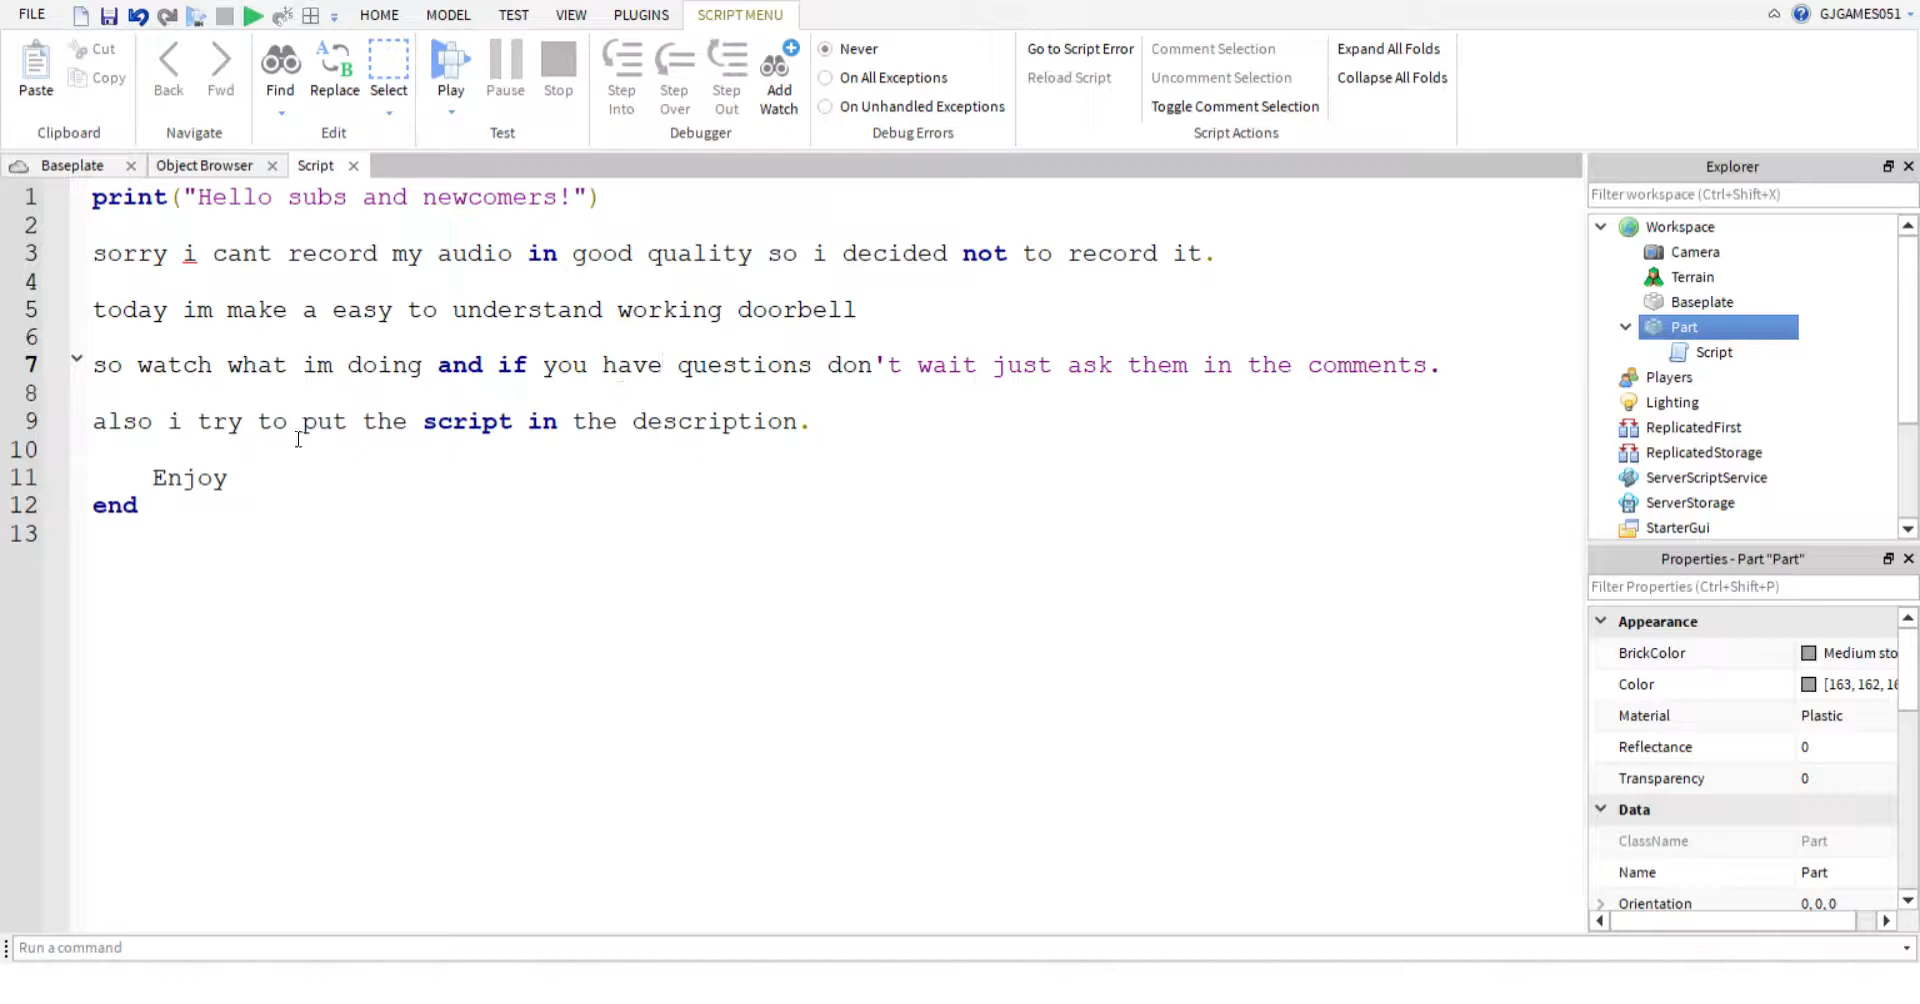 FILE HOME MODEL TEST VIEW PLUGINS SCRIPT MENU GJGAMES051
Paste Cut Copy Clipboard
Back Fwd Navigate
Find Replace Select Edit
Play Pause Stop Test
Step Into Step Over Step Out Add Watch Debugger
Never
On All Exceptions
On Unhandled Exceptions
Debug Errors
Go to Script Error
Reload Script
Comment Selection
Uncomment Selection
Toggle Comment Selection
Expand All Folds
Collapse All Folds
Script Actions
Baseplate Object Browser Script
1 print("Hello subs and newcomers!")
2
3 sorry i cant record my audio in good quality so i decided not to record it.
4
5 today im make a easy to understand working doorbell
6
7 so watch what im doing and if you have questions don't wait just ask them in the comments.
8
9 also i try to put the script in the description.
10
11 Enjoy
12 end
13
Explorer
Filter workspace (Ctrl+Shift+X)
Workspace
Camera
Terrain
Baseplate
Part
Script
Players
Lighting
ReplicatedFirst
ReplicatedStorage
ServerScriptService
ServerStorage
StarterGui
Properties - Part "Part"
Filter Properties (Ctrl+Shift+P)
Appearance
BrickColor Medium sto
Color [163, 162, 16
Material Plastic
Reflectance 0
Transparency 0
Data
ClassName Part
Name Part
Orientation 0, 0, 0
Run a command